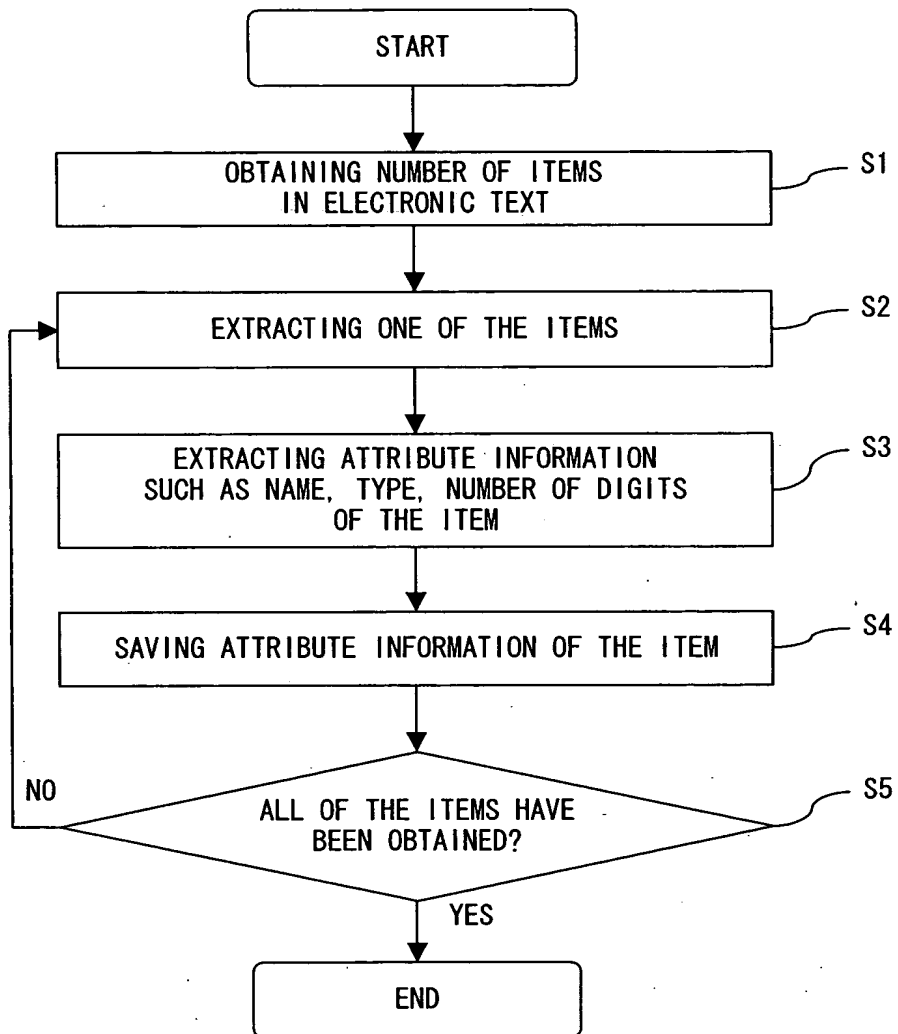 START
OBTAINING NUMBER OF ITEMS
IN ELECTRONIC TEXT
S1
EXTRACTING ONE OF THE ITEMS
S2
EXTRACTING ATTRIBUTE INFORMATION
SUCH AS NAME, TYPE, NUMBER OF DIGITS
OF THE ITEM
S3
SAVING ATTRIBUTE INFORMATION OF THE ITEM
S4
NO
ALL OF THE ITEMS HAVE
BEEN OBTAINED?
S5
YES
END